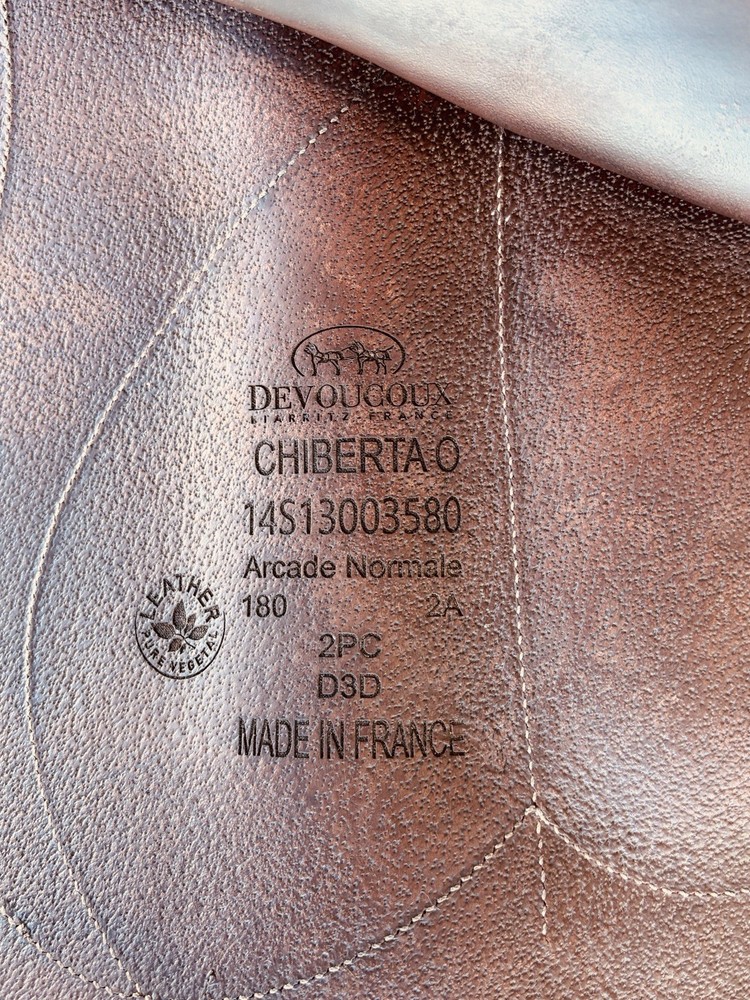 DEVOUCOUX
BIARRITZ FRANCE
CHIBERTA O
14S13003580
Arcade Normale
180 2A
LEATHER
PURE VEGETAL
2PC
D3D
MADE IN FRANCE